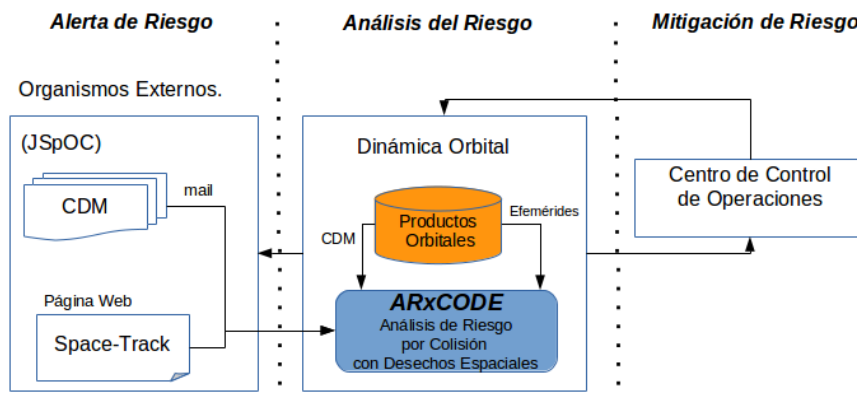 Alerta de Riesgo
Análisis del Riesgo
Mitigación de Riesgo
Organismos Externos.
(JSpOC)
CDM
mail
Página Web
Space-Track
Dinámica Orbital
Productos
Orbitales
CDM
Efemérides
ARxCODE
Análisis de Riesgo
por Colisión
con Desechos Espaciales
Centro de Control
de Operaciones